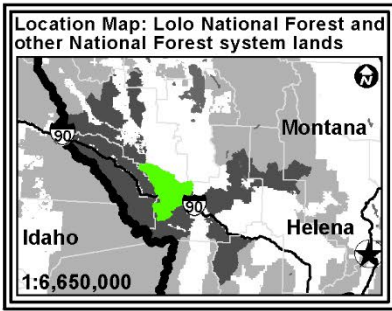 Location Map: Lolo National Forest and
other National Forest system lands
N
90
Montana
90
Helena
Idaho
1:6,650,000